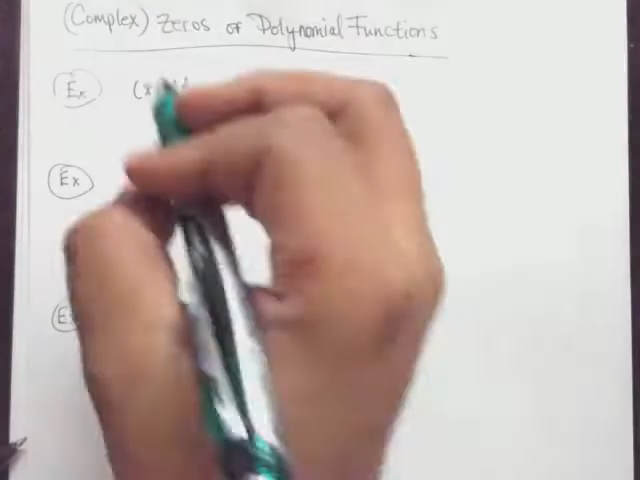 (Complex) Zeros of Polynomial Functions
Ex (x
Ex
E